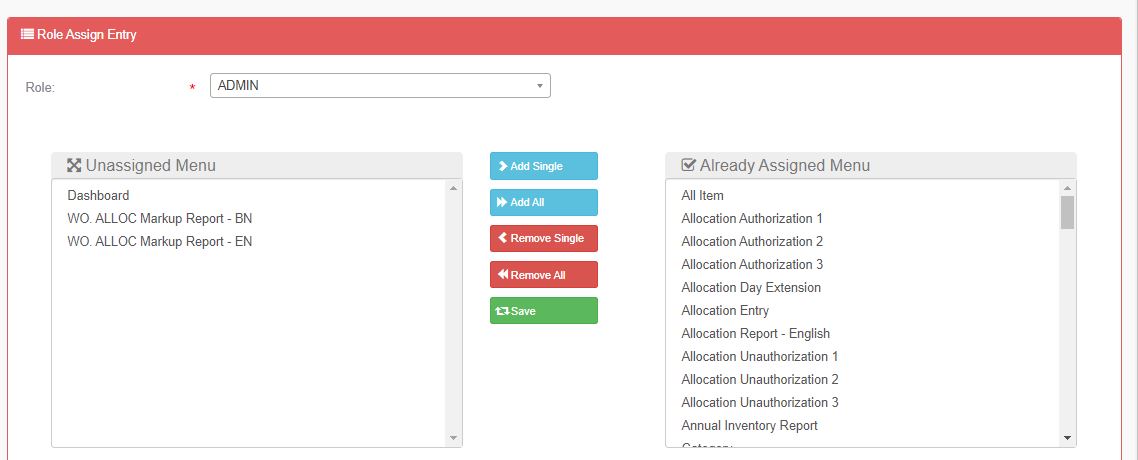 Role Assign Entry
Role: * ADMIN
Unassigned Menu
Dashboard
WO. ALLOC Markup Report - BN
WO. ALLOC Markup Report - EN
Add Single
Add All
Remove Single
Remove All
Save
Already Assigned Menu
All Item
Allocation Authorization 1
Allocation Authorization 2
Allocation Authorization 3
Allocation Day Extension
Allocation Entry
Allocation Report - English
Allocation Unauthorization 1
Allocation Unauthorization 2
Allocation Unauthorization 3
Annual Inventory Report